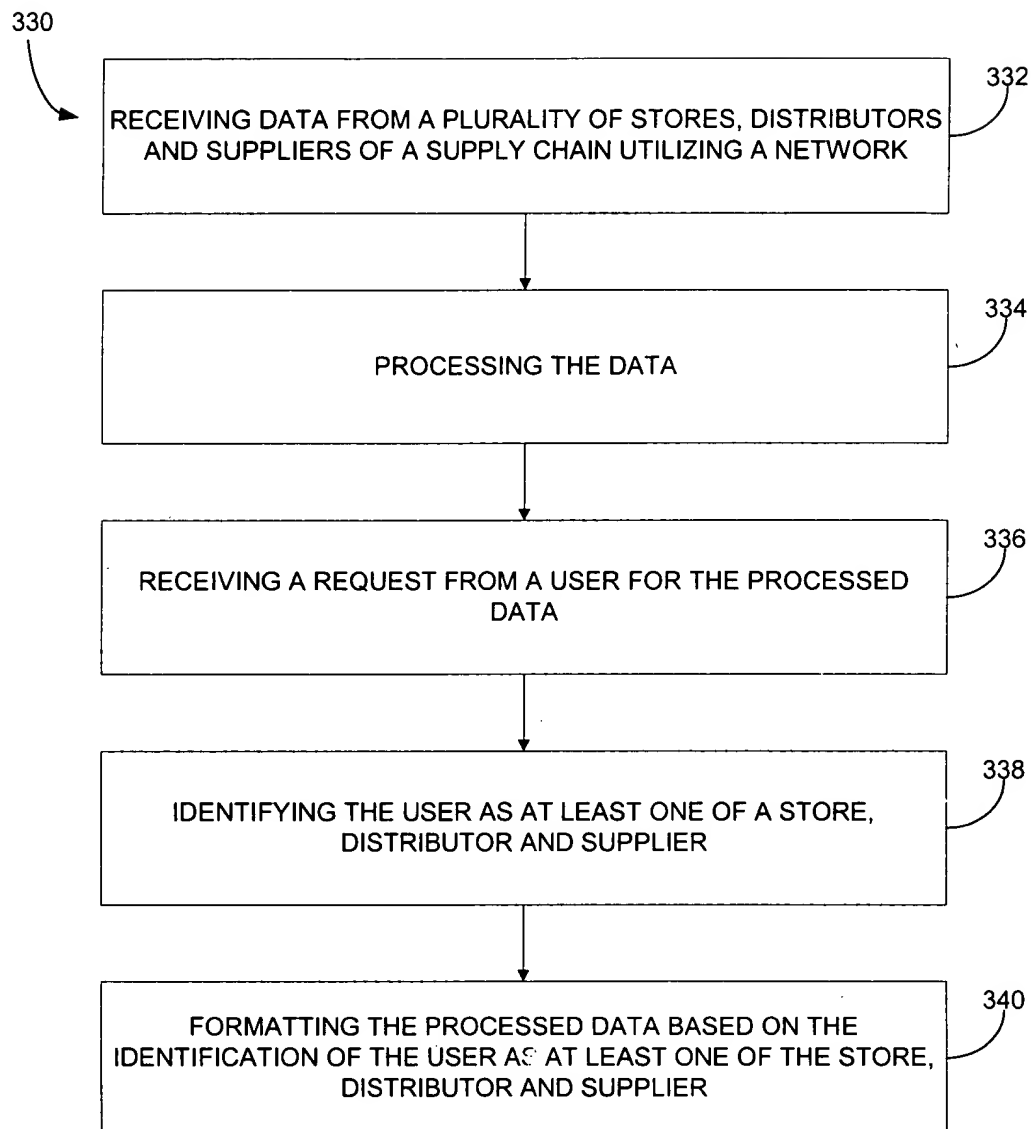 330
332
RECEIVING DATA FROM A PLURALITY OF STORES, DISTRIBUTORS
AND SUPPLIERS OF A SUPPLY CHAIN UTILIZING A NETWORK
334
PROCESSING THE DATA
336
RECEIVING A REQUEST FROM A USER FOR THE PROCESSED
DATA
338
IDENTIFYING THE USER AS AT LEAST ONE OF A STORE,
DISTRIBUTOR AND SUPPLIER
340
FORMATTING THE PROCESSED DATA BASED ON THE
IDENTIFICATION OF THE USER AS AT LEAST ONE OF THE STORE,
DISTRIBUTOR AND SUPPLIER